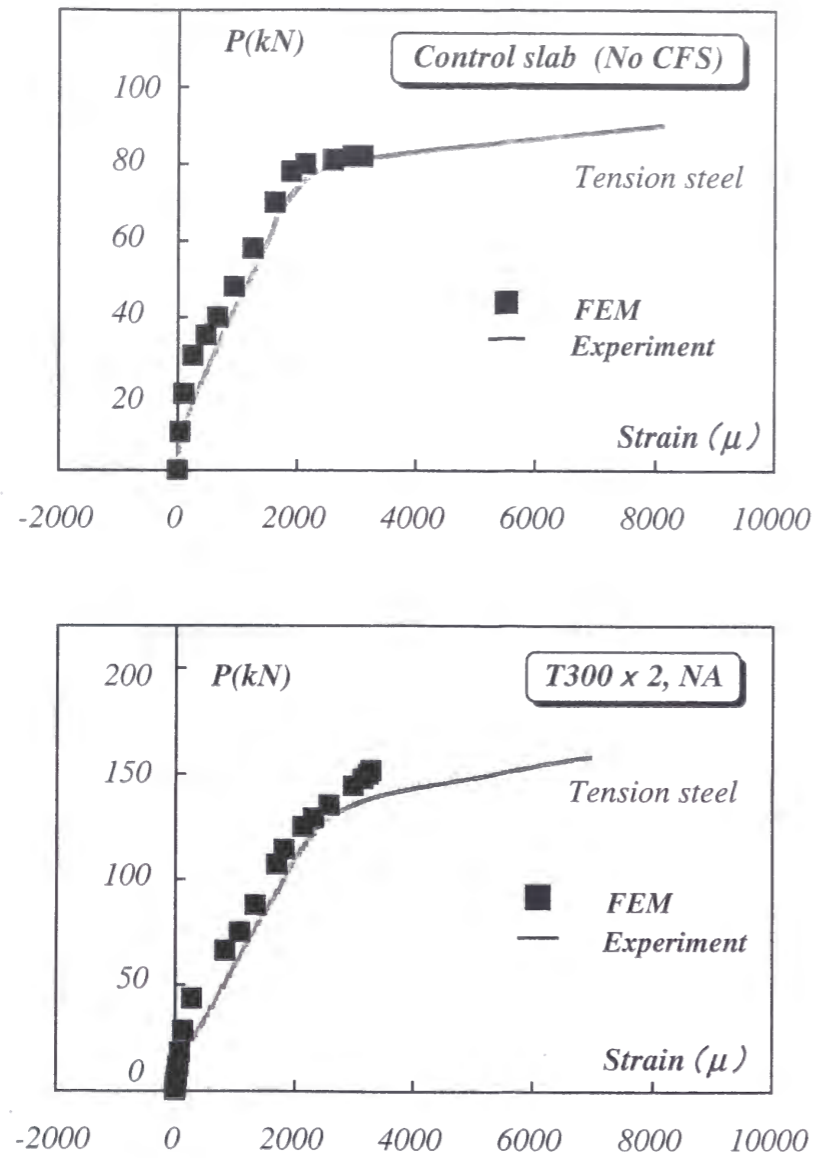 P(kN)
Control slab (No CFS)
100
80
Tension steel
60
40
FEM
Experiment
20
Strain (μ)
-2000 0 2000 4000 6000 8000 10000
200
P(kN)
T300 x 2, NA
150
Tension steel
100
FEM
Experiment
50
Strain (μ)
0
-2000 0 2000 4000 6000 8000 10000